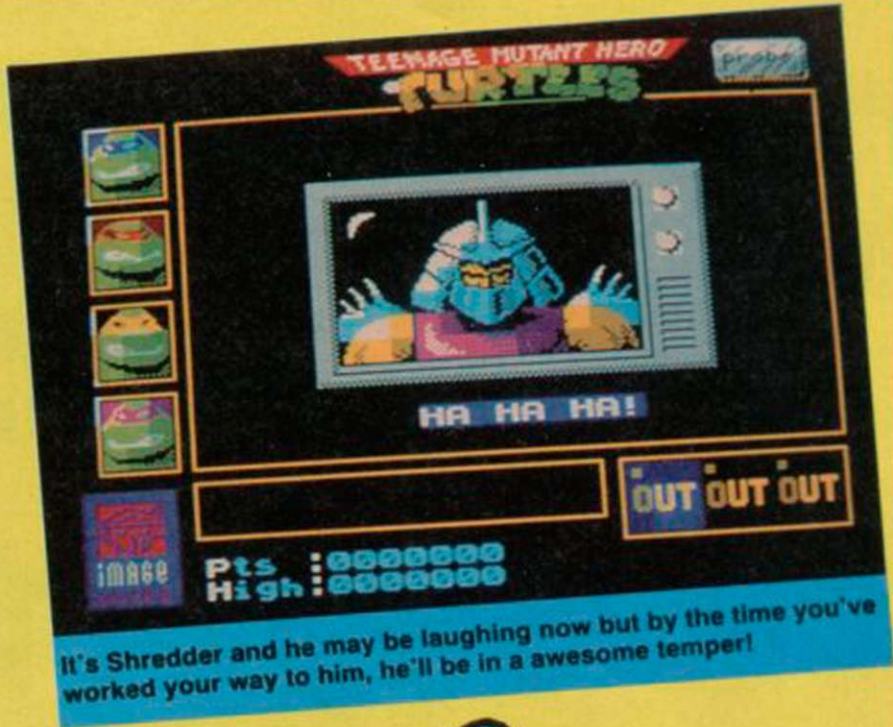 TEENAGE MUTANT HERO
TURTLES
probe
HA HA HA!
OUT OUT OUT
iMAGE
Pts :0000000
High:0000000
It's Shredder and he may be laughing now but by the time you've
worked your way to him, he'll be in a awesome temper!